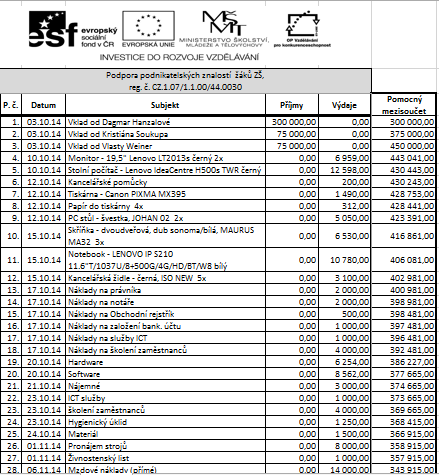 esf evropský
sociální
fond v ČR
EVROPSKÁ UNIE
MINISTERSTVO ŠKOLSTVÍ,
MLÁDEŽE A TĚLOVÝCHOVY
OP Vzdělávání
pro konkurenceschopnost
INVESTICE DO ROZVOJE VZDĚLÁVÁNÍ
Podpora podnikatelských znalostí žáků ZŠ,
reg. č. CZ.1.07/1.1.00/44.0030
P. č. Datum Subjekt Příjmy Výdaje Pomocný
mezisoučet
1. 03.10.14 Vklad od Dagmar Hanzalové 300 000,00 0,00 300 000,00
2. 03.10.14 Vklad od Kristiána Soukupa 75 000,00 0,00 375 000,00
3. 03.10.14 Vklad od Vlasty Weiner 75 000,00 0,00 450 000,00
4. 10.10.14 Monitor - 19,5" Lenovo LT2013s černý 2x 0,00 6 959,00 443 041,00
5. 10.10.14 Stolní počítač - Lenovo IdeaCentre H500s TWR černý 0,00 12 598,00 430 443,00
6. 12.10.14 Kancelářské pomůcky 0,00 200,00 430 243,00
7. 12.10.14 Tiskárna - Canon PIXMA MX395 0,00 1 490,00 428 753,00
8. 12.10.14 Papír do tiskárny 4x 0,00 312,00 428 441,00
9. 12.10.14 PC stůl - švestka, JOHAN 02 2x 0,00 5 050,00 423 391,00
10. 15.10.14 Skříňka - dvoudveřová, dub sonoma/bílá, MAURUS
MA32 3x 0,00 6 530,00 416 861,00
11. 15.10.14 Notebook - LENOVO IP S210
11.6"T/1037U/8+500G/4G/HD/BT/W8 bílý 0,00 10 780,00 406 081,00
12. 15.10.14 Kancelářská židle - černá, ISO NEW 5x 0,00 3 100,00 402 981,00
13. 17.10.14 Náklady na právníka 0,00 2 000,00 400 981,00
14. 17.10.14 Náklady na notáře 0,00 2 000,00 398 981,00
15. 17.10.14 Náklady na Obchodní rejstřík 0,00 500,00 398 481,00
16. 17.10.14 Náklady na založení bank. účtu 0,00 1 000,00 397 481,00
17. 17.10.14 Náklady na služby ICT 0,00 1 000,00 396 481,00
18. 17.10.14 Náklady na školení zaměstnanců 0,00 4 000,00 392 481,00
19. 20.10.14 Hardware 0,00 6 254,00 386 227,00
20. 20.10.14 Software 0,00 8 562,00 377 665,00
21. 21.10.14 Nájemné 0,00 3 000,00 374 665,00
22. 23.10.14 ICT služby 0,00 1 000,00 373 665,00
23. 23.10.14 školení zaměstnanců 0,00 4 000,00 369 665,00
24. 23.10.14 Hygienický úklid 0,00 1 250,00 368 415,00
25. 24.10.14 Materiál 0,00 1 500,00 366 915,00
26. 01.11.14 Pronájem strojů 0,00 8 000,00 358 915,00
27. 01.11.14 Živnostenský list 0,00 1 000,00 357 915,00
28. 01.11.14 Mzdové náklady (přímé) 0,00 14 000,00 343 915,00